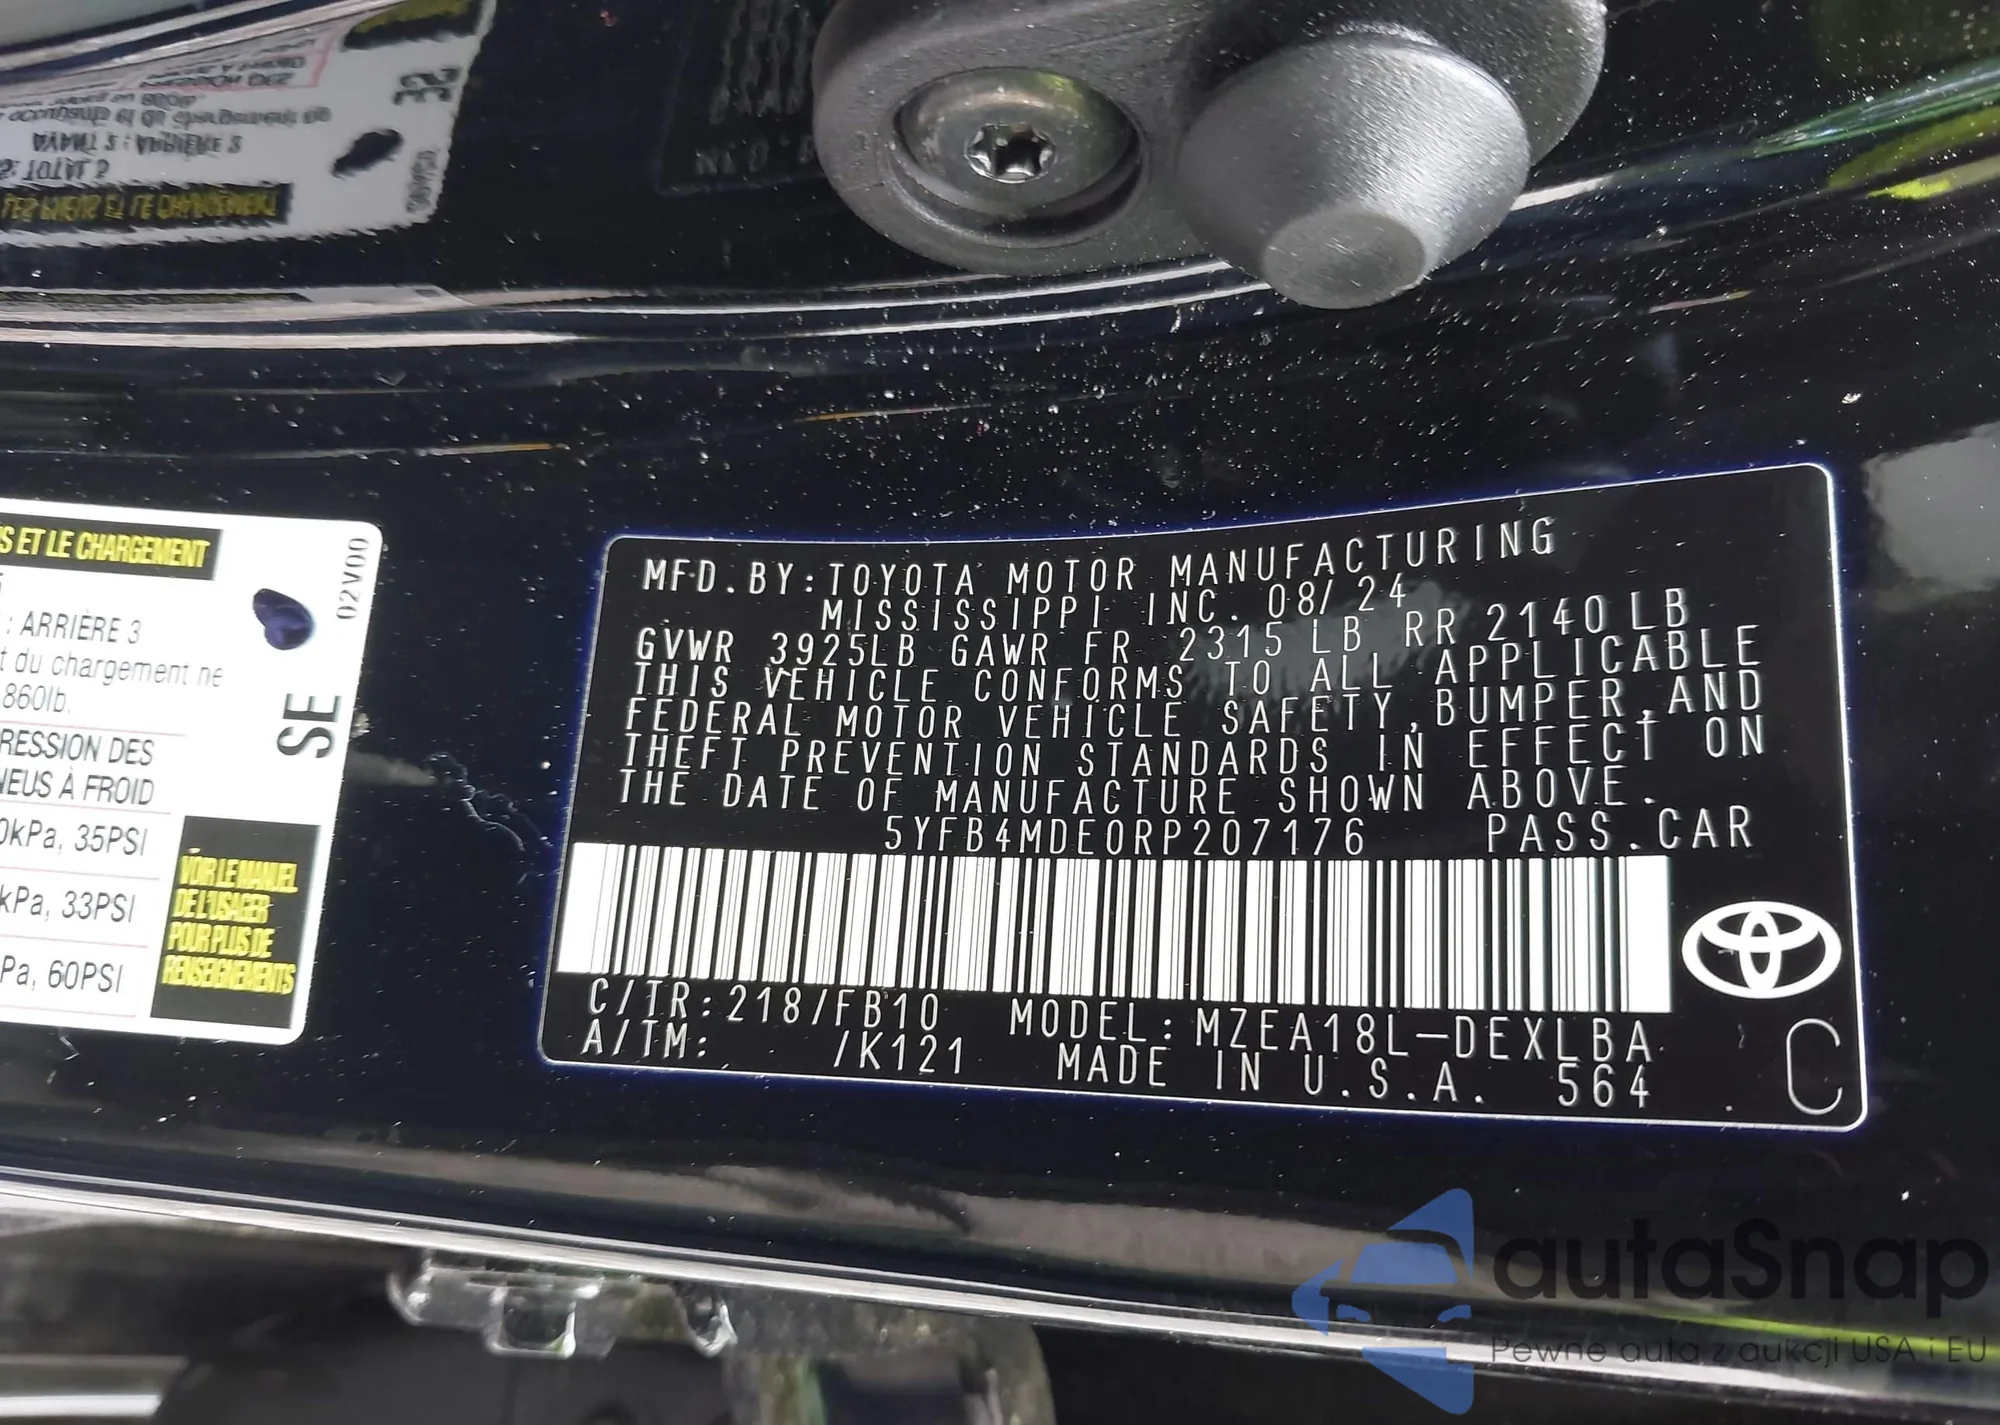 S ET LE CHARGEMENT
: ARRIÈRE 3
t du chargement ne
860lb.
RESSION DES
NEUS À FROID
0kPa, 35PSI
kPa, 33PSI
Pa, 60PSI
VOIR LE MANUEL
DE L'USAGER
POUR PLUS DE
RENSEIGNEMENTS
02V00
SE
MFD.BY:TOYOTA MOTOR MANUFACTURING
MISSISSIPPI INC. 08/24
GVWR 3925LB GAWR FR 2315 LB RR 2140LB
THIS VEHICLE CONFORMS TO ALL APPLICABLE
FEDERAL MOTOR VEHICLE SAFETY,BUMPER,AND
THEFT PREVENTION STANDARDS IN EFFECT ON
THE DATE OF MANUFACTURE SHOWN ABOVE.
5YFB4MDE0RP207176 PASS.CAR
C/TR:218/FB10 MODEL:MZEA18L-DEXLBA
A/TM: /K121 MADE IN U.S.A. 564
C
autaSnap
Pewne auta z aukcji USA i EU